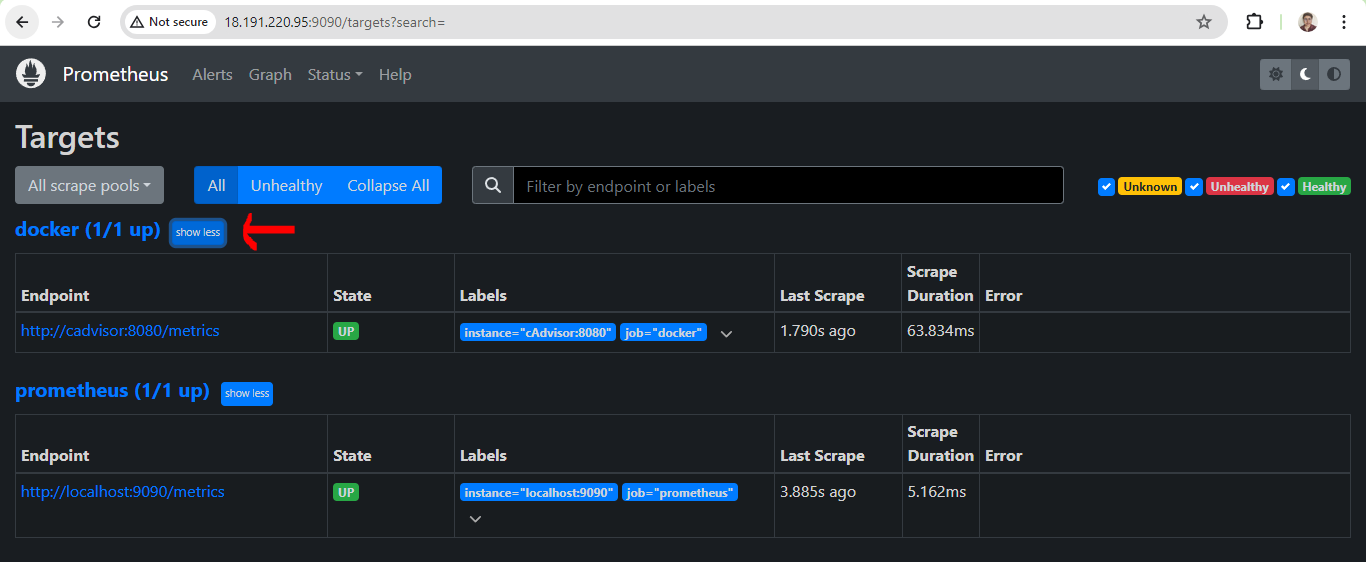 Not secure
18.191.220.95:9090/targets?search=
Prometheus Alerts Graph Status Help
Targets
All scrape pools All Unhealthy Collapse All Filter by endpoint or labels Unknown Unhealthy Healthy
docker (1/1 up) show less
Endpoint State Labels Last Scrape Scrape Duration Error
http://cadvisor:8080/metrics UP instance="cAdvisor:8080" job="docker" 1.790s ago 63.834ms
prometheus (1/1 up) show less
Endpoint State Labels Last Scrape Scrape Duration Error
http://localhost:9090/metrics UP instance="localhost:9090" job="prometheus" 3.885s ago 5.162ms